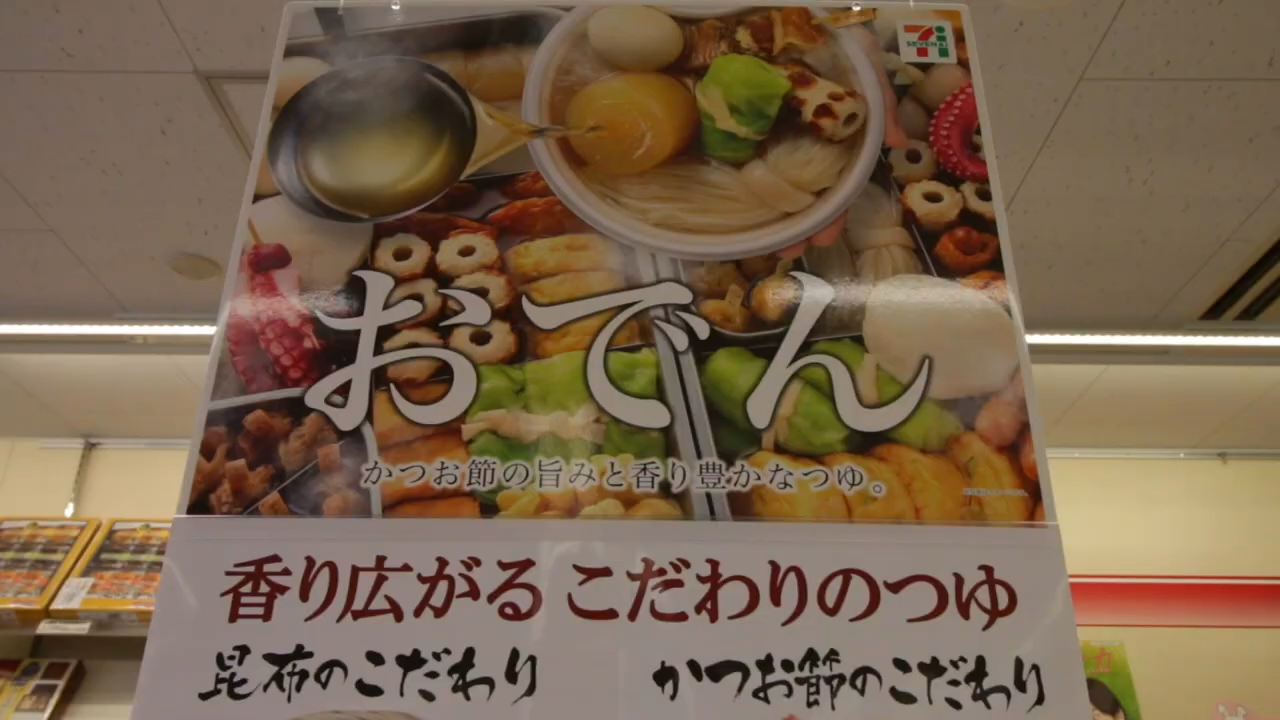 SEVEN
おでん
かつお節の旨みと香り豊かなつゆ。
香り広がる こだわりのつゆ
昆布のこだわり
かつお節のこだわり